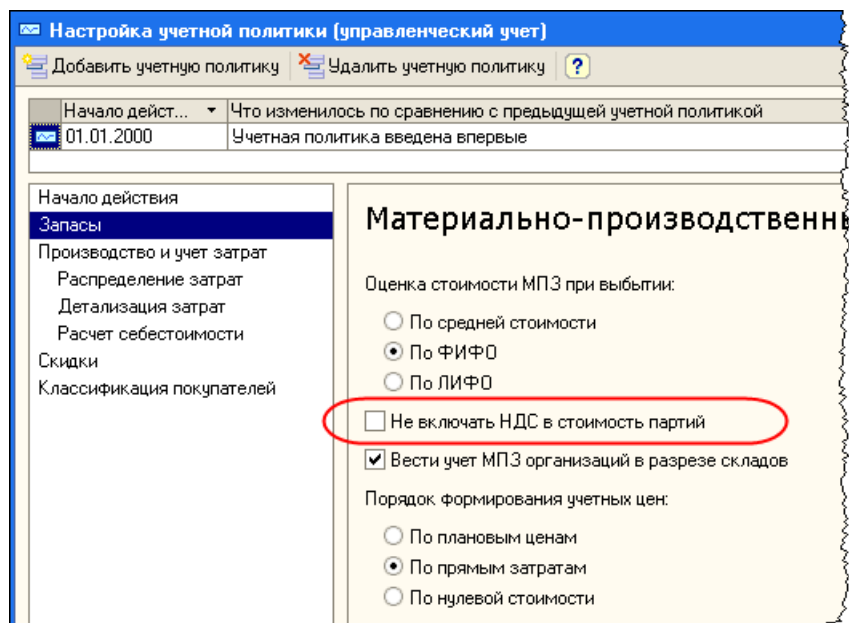 Настройка учетной политики (управленческий учет)
Добавить учетную политику Удалить учетную политику ?
Начало дейст... Что изменилось по сравнению с предыдущей учетной политикой
01.01.2000 Учетная политика введена впервые
Начало действия
Запасы
Производство и учет затрат
Распределение затрат
Детализация затрат
Расчет себестоимости
Скидки
Классификация покупателей
Материально-производственн
Оценка стоимости МПЗ при выбытии:
По средней стоимости
По ФИФО
По ЛИФО
Не включать НДС в стоимость партий
Вести учет МПЗ организаций в разрезе складов
Порядок формирования учетных цен:
По плановым ценам
По прямым затратам
По нулевой стоимости